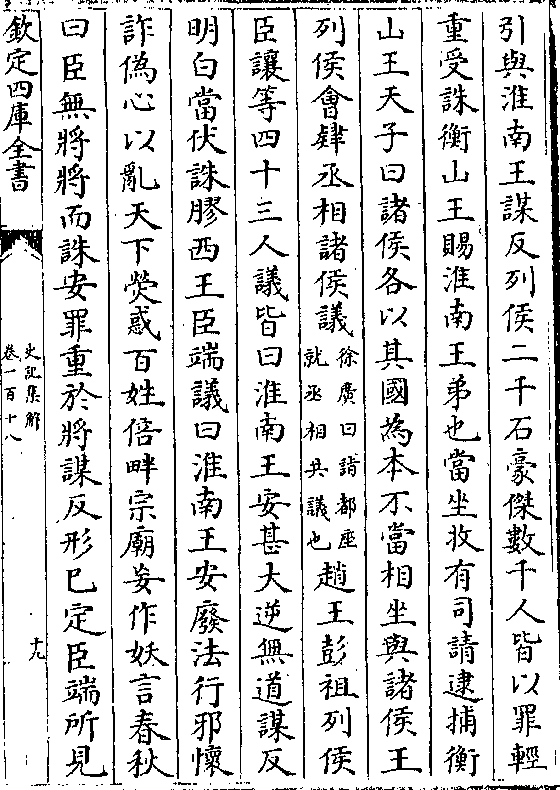 引與淮南王謀反列侯二千石豪傑數千人皆以罪輕
重受誅衡山王賜淮南王弟也當坐收有司請逮捕衡
山王天子曰諸侯各以其國為本不當相坐與諸侯王
列侯會肄丞相諸侯議徐廣曰詣都座就丞相共議也趙王彭祖列侯
臣讓等四十三人議皆曰淮南王安甚大逆無道謀反
明白當伏誅膠西王臣端議曰淮南王安廢法行邪懷
詐偽心以亂天下熒惑百姓倍畔宗廟妄作妖言春秋
曰臣無將將而誅安罪重於將謀反形已定臣端所見
欽定四庫全書
史記集解
卷一百十八
十九